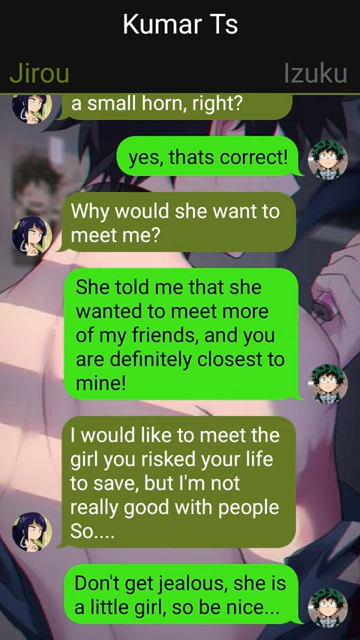 Kumar Ts
Jirou
Izuku
a small horn, right?
yes, thats correct!
Why would she want to
meet me?
She told me that she
wanted to meet more
of my friends, and you
are definitely closest to
mine!
I would like to meet the
girl you risked your life
to save, but I'm not
really good with people
So....
Don't get jealous, she is
a little girl, so be nice...